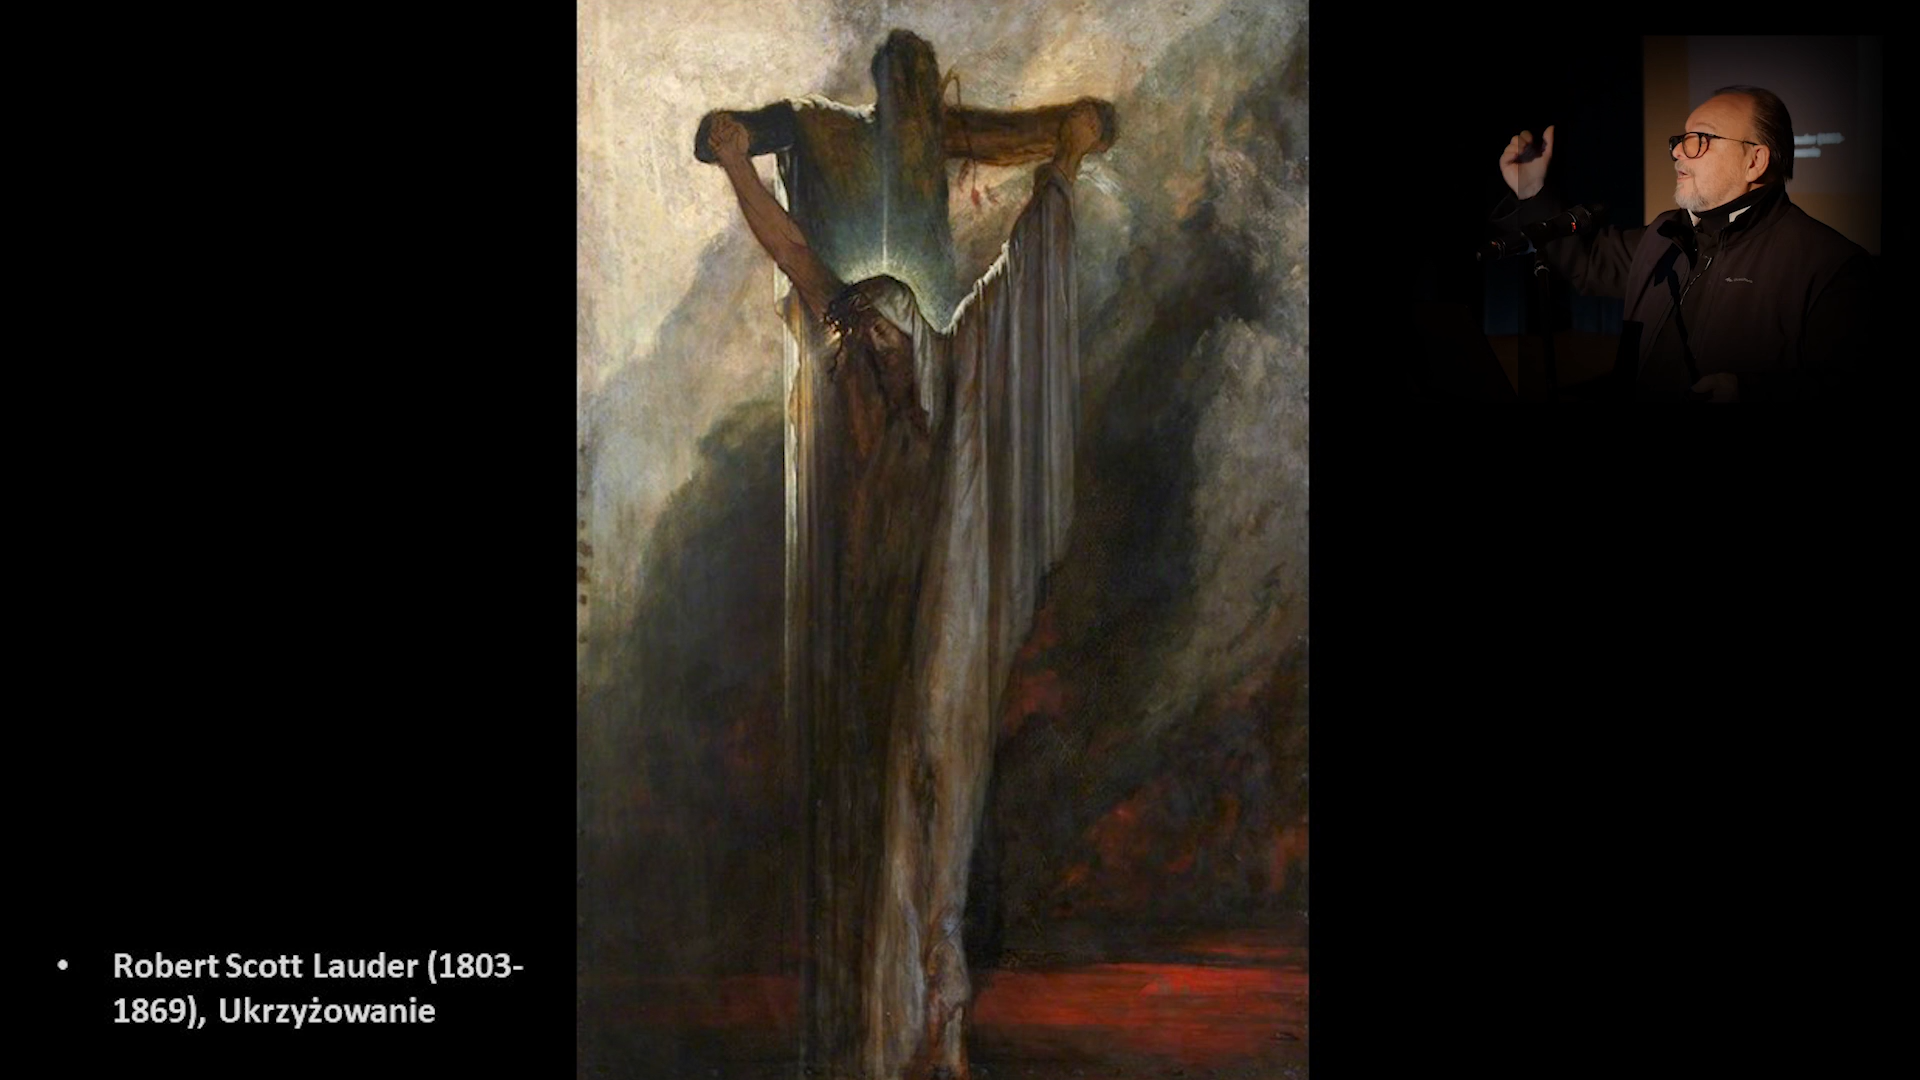 • Robert Scott Lauder (1803-
1869), Ukrzyżowanie